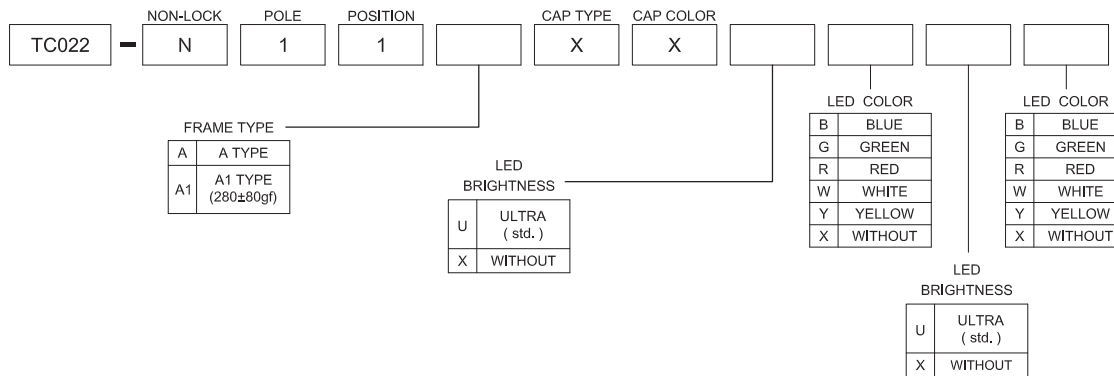 NON-LOCK POLE POSITION CAP TYPE CAP COLOR
TC022 - N 1 1 X X
FRAME TYPE
A A TYPE
A1 A1 TYPE
(280±80gf)
LED
BRIGHTNESS
U ULTRA
( std. )
X WITHOUT
LED COLOR
B BLUE
G GREEN
R RED
W WHITE
Y YELLOW
X WITHOUT
LED
BRIGHTNESS
U ULTRA
( std. )
X WITHOUT
LED COLOR
B BLUE
G GREEN
R RED
W WHITE
Y YELLOW
X WITHOUT